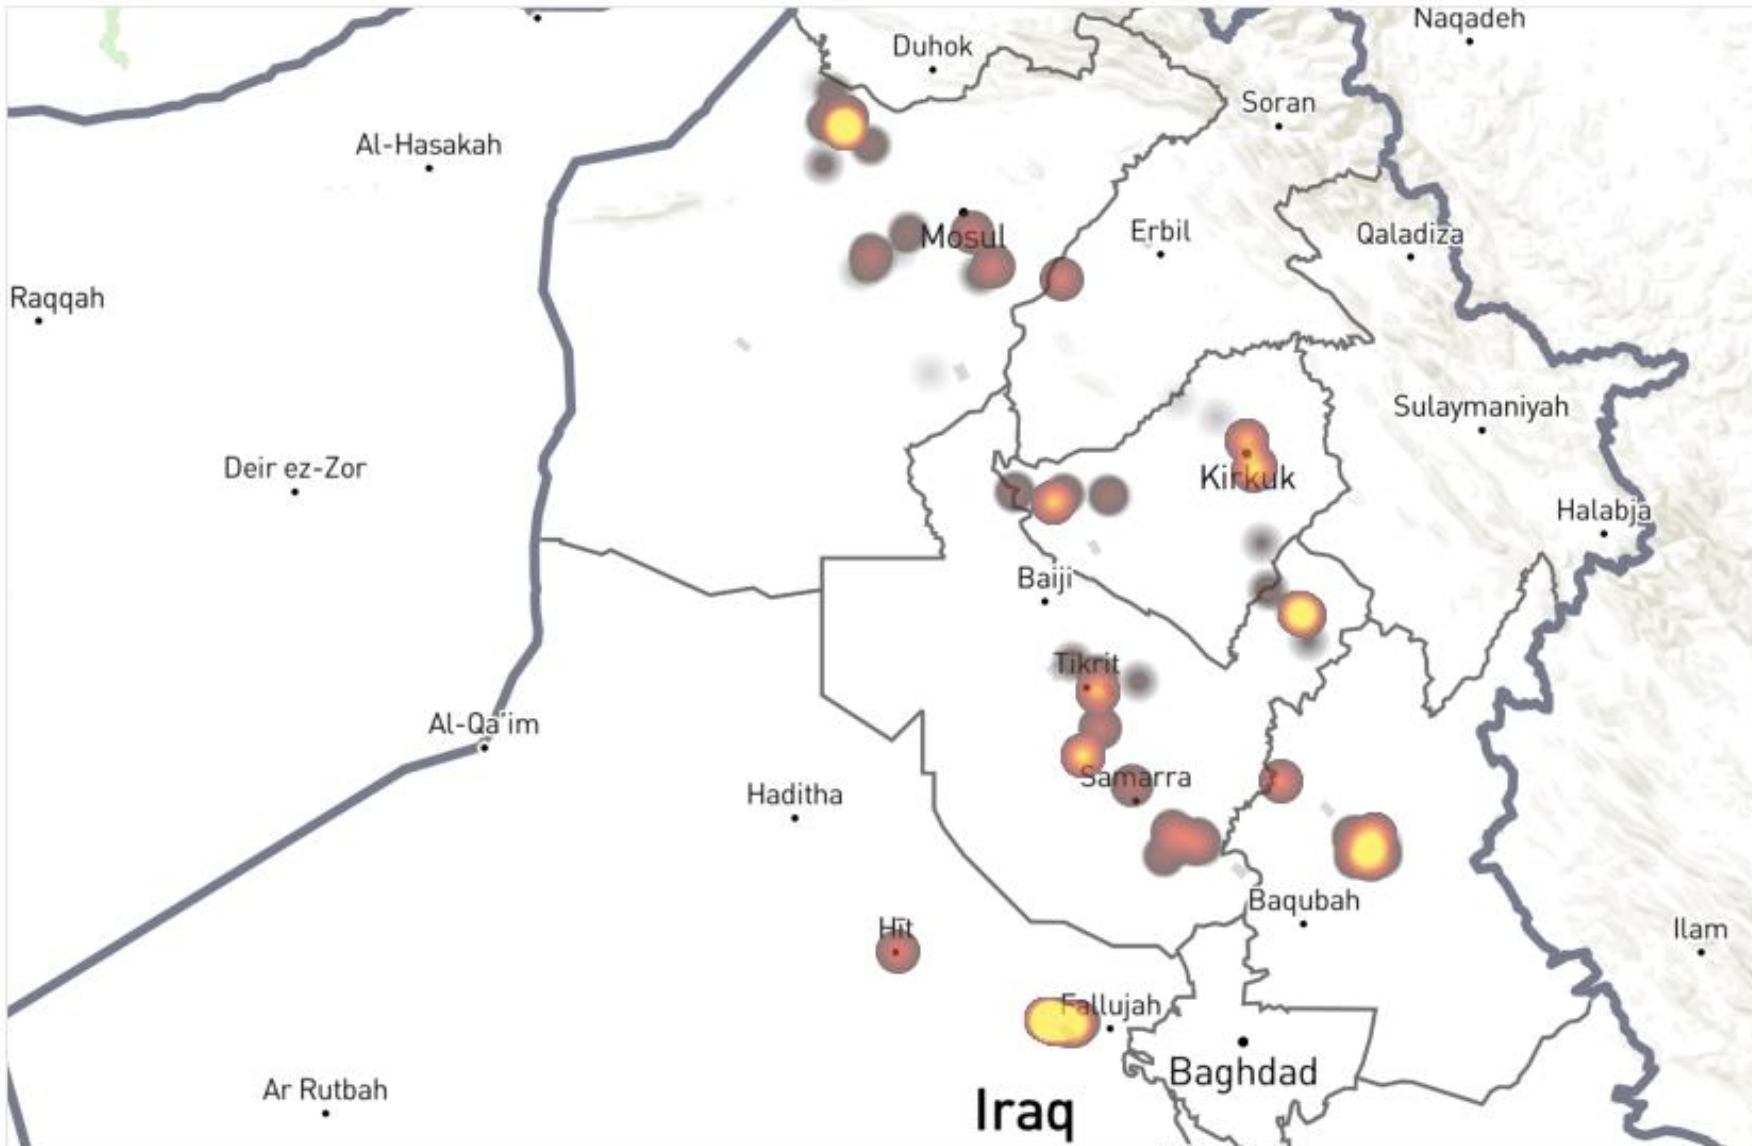 Naqadeh
Duhok
Soran
Al-Hasakah
Mosul
Erbil
Qaladiza
Raqqah
Sulaymaniyah
Deir ez-Zor
Kirkuk
Halabja
Baiji
Tikrit
Al-Qa'im
Haditha
Samarra
Baqubah
Hīt
Ilam
Fallujah
Baghdad
Ar Rutbah
Iraq